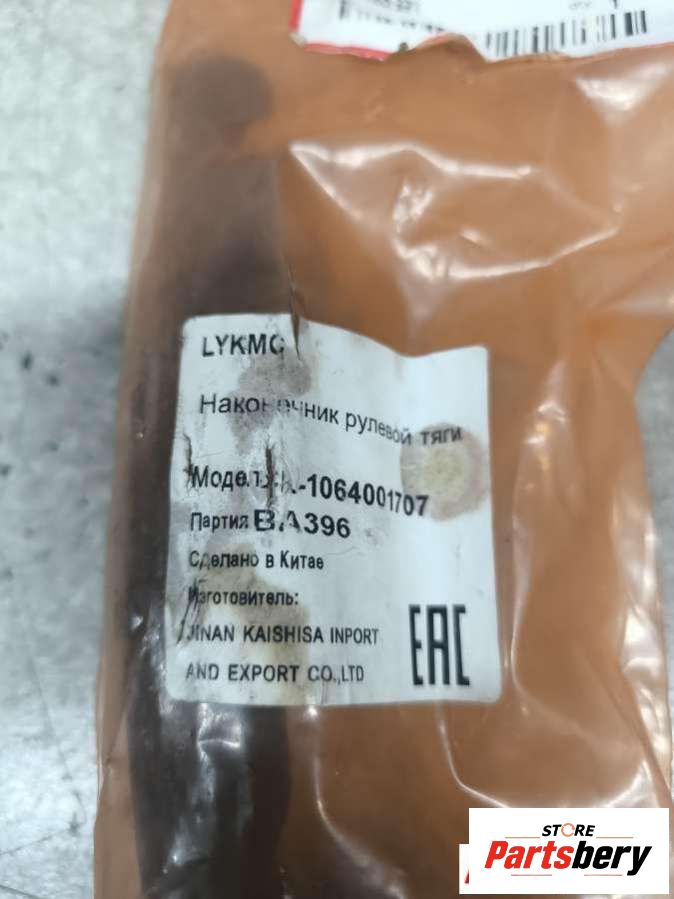 LYKMC
Наконечник рулевой тяги
1064001707
Партия BA396
Сделано в Китае
Изготовитель:
JINAN KAISHISA INPORT
AND EXPORT CO.,LTD
EAC
STORE
Partsbery